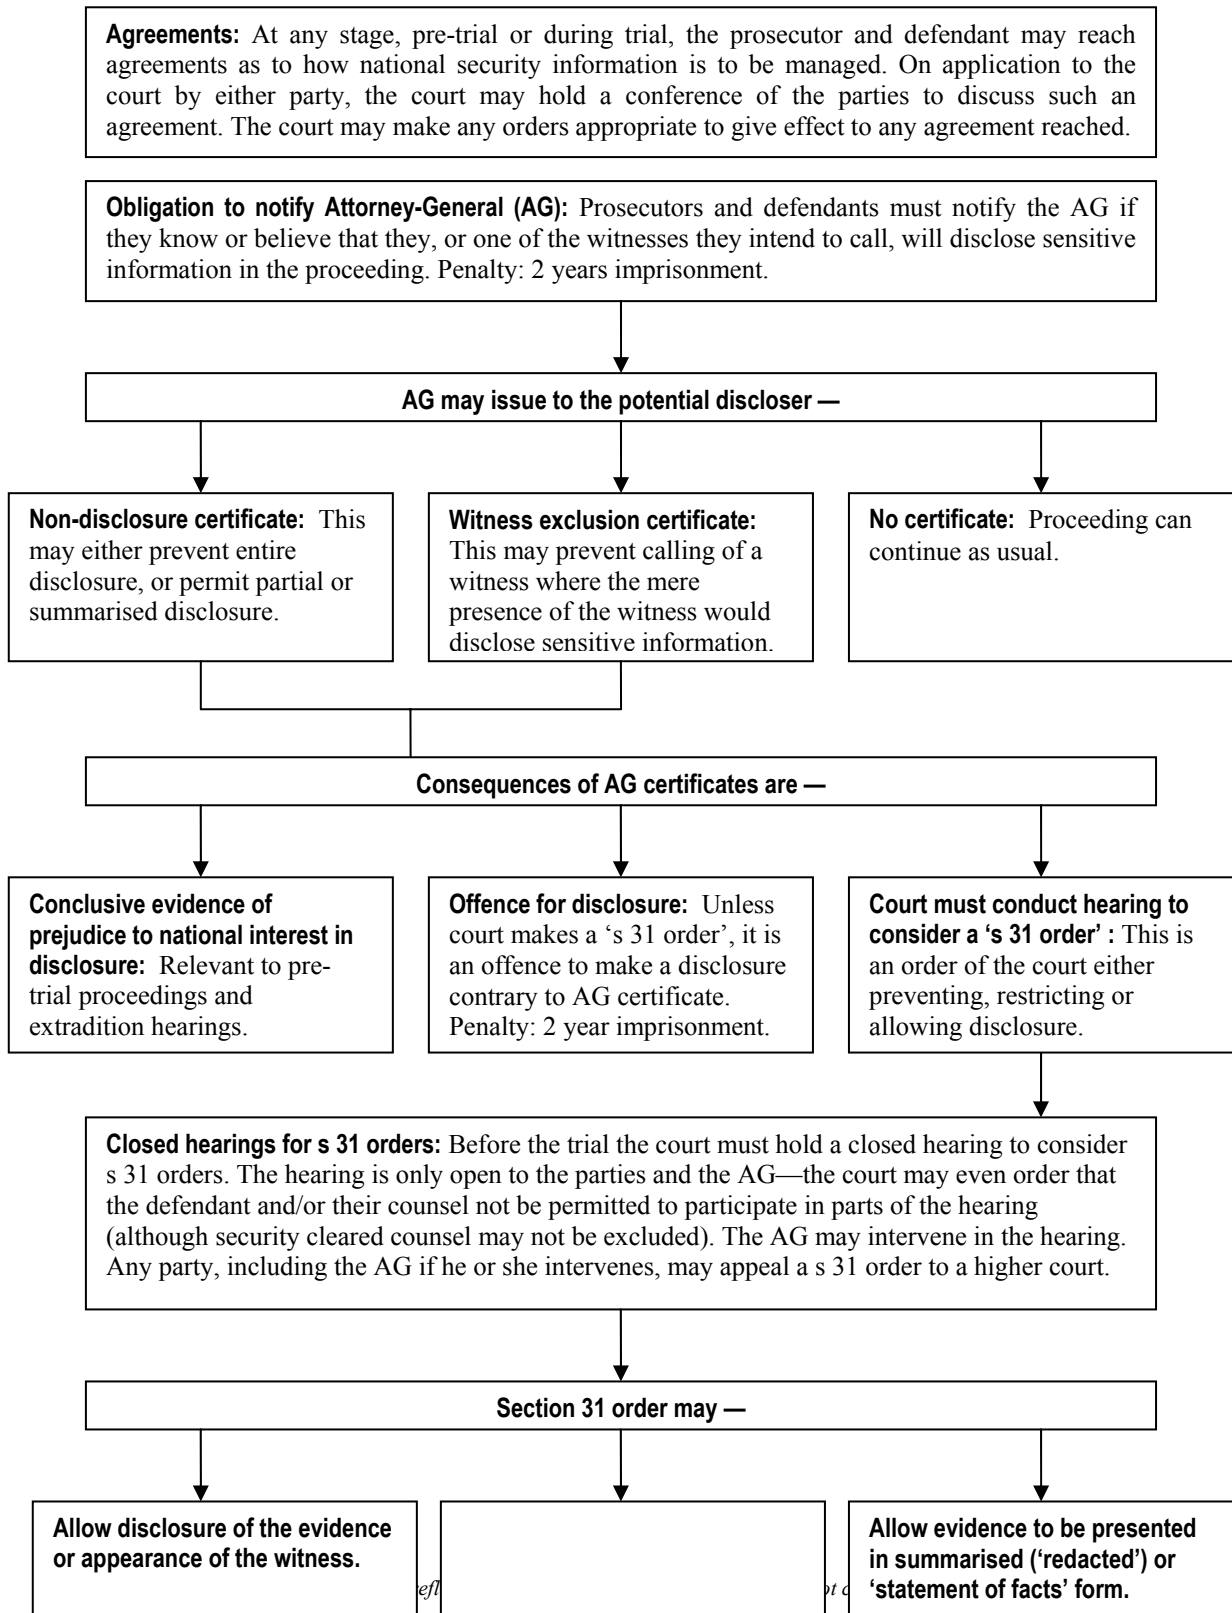 Agreements: At any stage, pre-trial or during trial, the prosecutor and defendant may reach
agreements as to how national security information is to be managed. On application to the
court by either party, the court may hold a conference of the parties to discuss such an
agreement. The court may make any orders appropriate to give effect to any agreement reached.
Obligation to notify Attorney-General (AG): Prosecutors and defendants must notify the AG if
they know or believe that they, or one of the witnesses they intend to call, will disclose sensitive
information in the proceeding. Penalty: 2 years imprisonment.
AG may issue to the potential discloser —
Non-disclosure certificate: This
may either prevent entire
disclosure, or permit partial or
summarised disclosure.
Witness exclusion certificate:
This may prevent calling of a
witness where the mere
presence of the witness would
disclose sensitive information.
No certificate: Proceeding can
continue as usual.
Consequences of AG certificates are —
Conclusive evidence of
prejudice to national interest in
disclosure: Relevant to pre-
trial proceedings and
extradition hearings.
Offence for disclosure: Unless
court makes a ‘s 31 order’, it is
an offence to make a disclosure
contrary to AG certificate.
Penalty: 2 year imprisonment.
Court must conduct hearing to
consider a ‘s 31 order’ : This is
an order of the court either
preventing, restricting or
allowing disclosure.
Closed hearings for s 31 orders: Before the trial the court must hold a closed hearing to consider
s 31 orders. The hearing is only open to the parties and the AG—the court may even order that
the defendant and/or their counsel not be permitted to participate in parts of the hearing
(although security cleared counsel may not be excluded). The AG may intervene in the hearing.
Any party, including the AG if he or she intervenes, may appeal a s 31 order to a higher court.
Section 31 order may —
Allow disclosure of the evidence
or appearance of the witness.
Allow evidence to be presented
in summarised (‘redacted’) or
‘statement of facts’ form.